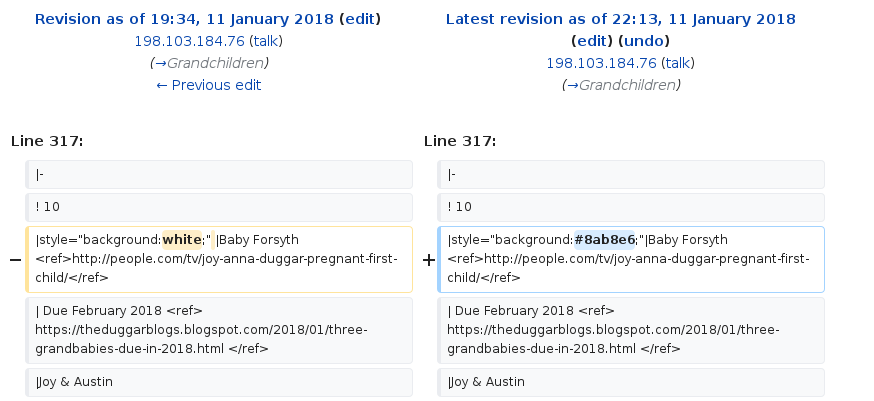 Revision as of 19:34, 11 January 2018 (edit)
198.103.184.76 (talk)
(→Grandchildren)
← Previous edit
Latest revision as of 22:13, 11 January 2018
(edit) (undo)
198.103.184.76 (talk)
(→Grandchildren)
Line 317:
Line 317:
|-
|-
! 10
! 10
−
|style="background:white;" |Baby Forsyth
<ref>http://people.com/tv/joy-anna-duggar-pregnant-first-
child/</ref>
+
|style="background:#8ab8e6;"|Baby Forsyth
<ref>http://people.com/tv/joy-anna-duggar-pregnant-first-
child/</ref>
| Due February 2018 <ref>
https://theduggarblogs.blogspot.com/2018/01/three-
grandbabies-due-in-2018.html </ref>
| Due February 2018 <ref>
https://theduggarblogs.blogspot.com/2018/01/three-
grandbabies-due-in-2018.html </ref>
|Joy & Austin
|Joy & Austin